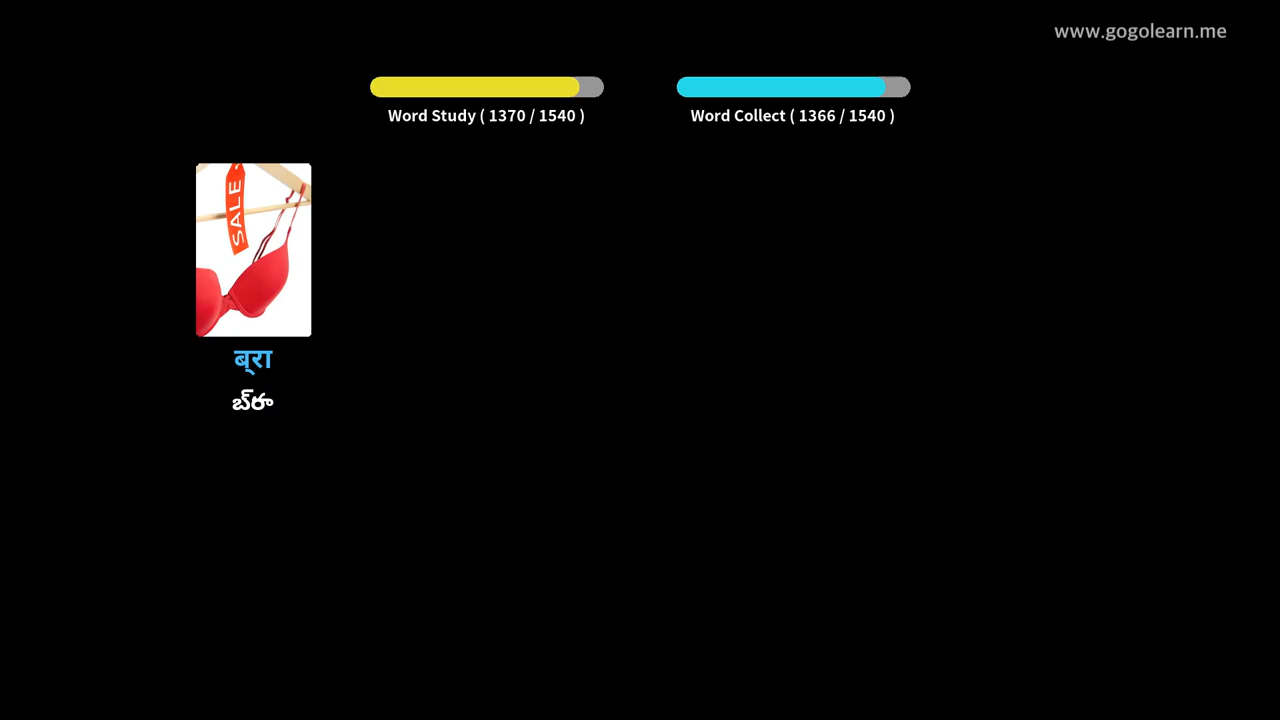 www.gogolearn.me
Word Study ( 1370 / 1540 )
Word Collect ( 1366 / 1540 )
SALE
ब्रा
బ్‌రా